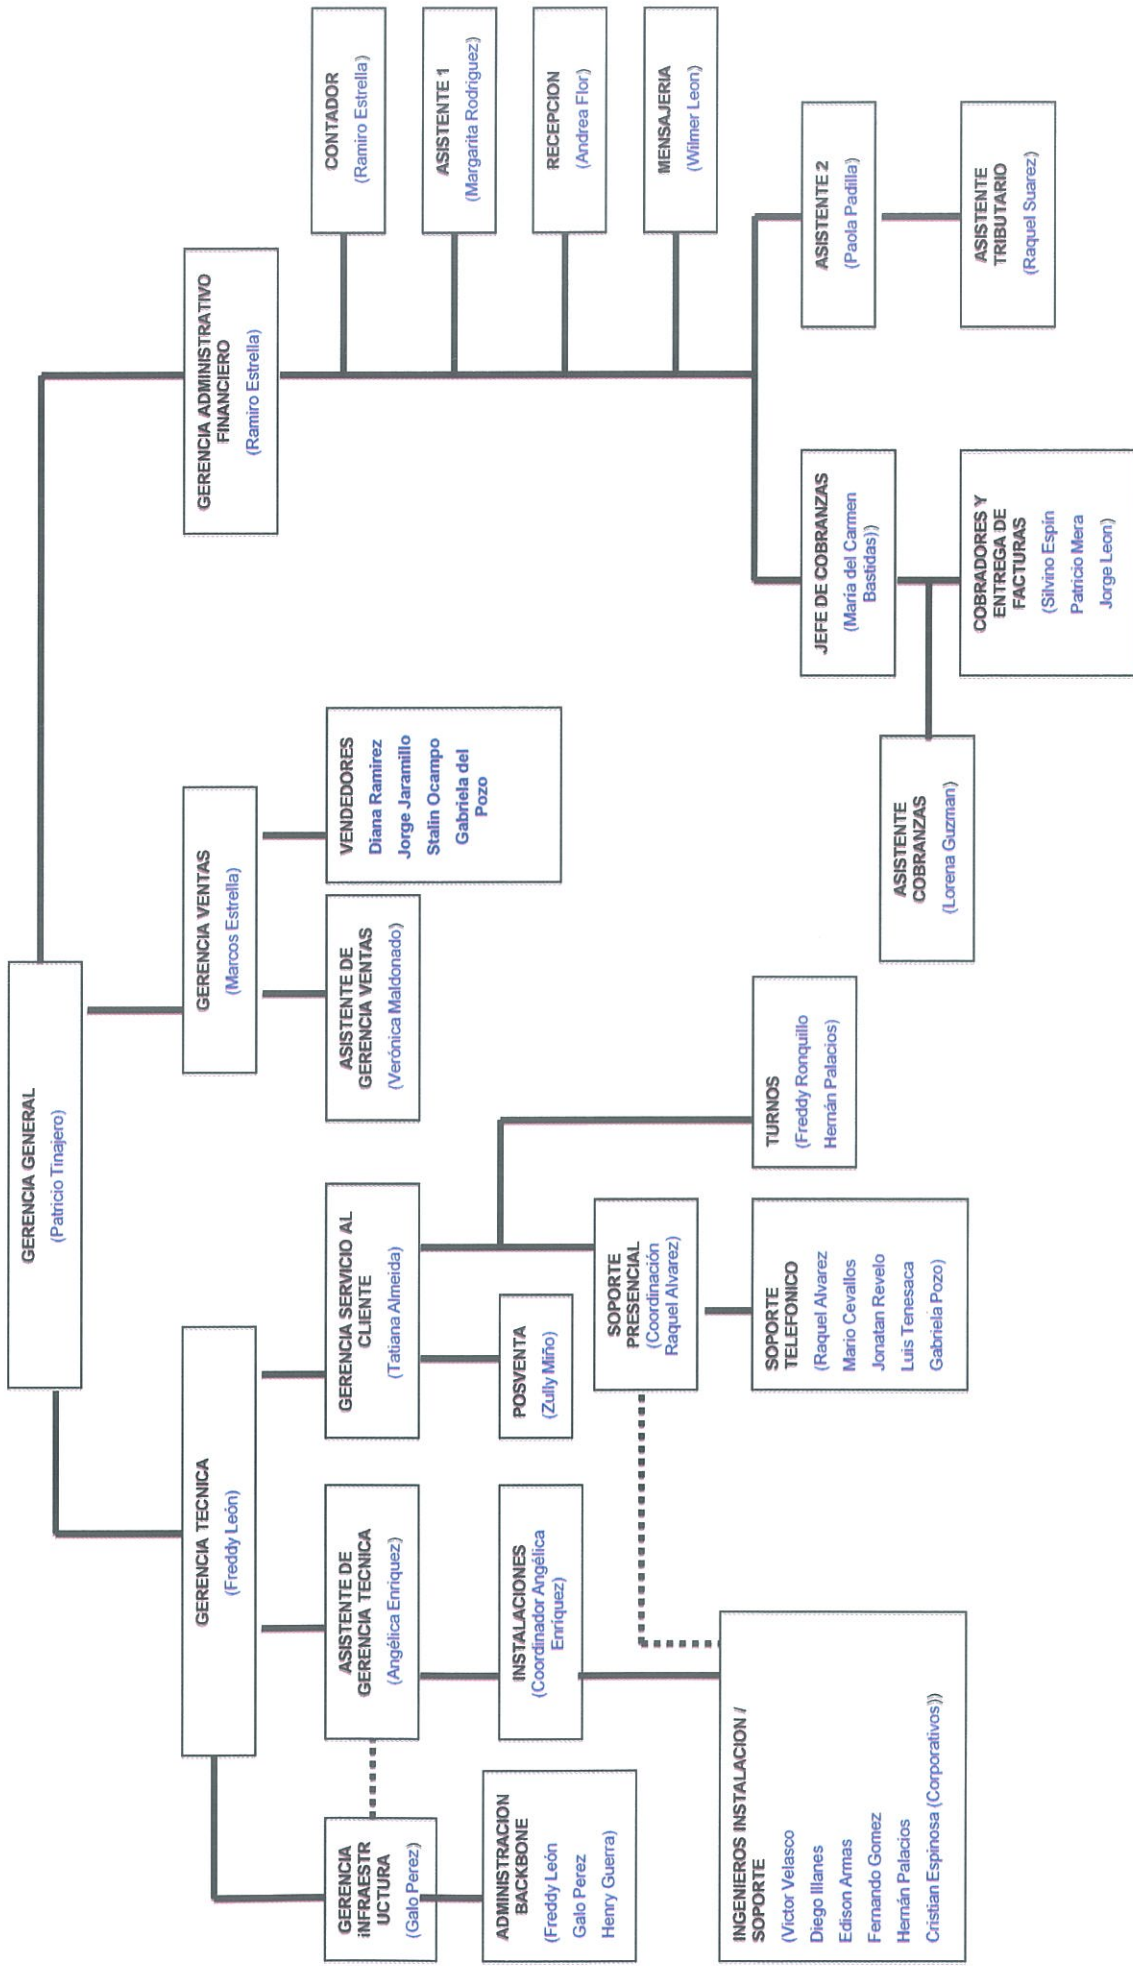 GERENCIA GENERAL
(Patricio Tinajero)
GERENCIA TECNICA
(Freddy León)
GERENCIA VENTAS
(Marcos Estrella)
GERENCIA ADMINISTRATIVO
FINANCIERO
(Ramiro Estrella)
GERENCIA
iNFRAESTR
UCTURA
(Galo Perez)
ASISTENTE DE
GERENCIA TECNICA
(Angélica Enriquez)
GERENCIA SERVICIO AL
CLIENTE
(Tatiana Almeida)
ASISTENTE DE
GERENCIA VENTAS
(Verónica Maldonado)
VENDEDORES
Diana Ramirez
Jorge Jaramillo
Stalin Ocampo
Gabriela del
Pozo
CONTADOR
(Ramiro Estrella)
ASISTENTE 1
(Margarita Rodriguez)
RECEPCION
(Andrea Flor)
MENSAJERIA
(Wilmer Leon)
ADMINISTRACION
BACKBONE
(Freddy León
Galo Perez
Henry Guerra)
INSTALACIONES
(Coordinador Angélica
Enriquez)
POSVENTA
(Zully Miño)
SOPORTE
PRESENCIAL
(Coordinación
Raquel Alvarez)
INGENIEROS INSTALACION /
SOPORTE
(Victor Velasco
Diego Illanes
Edison Armas
Fernando Gomez
Hernán Palacios
Cristian Espinosa (Corporativos))
SOPORTE
TELEFONICO
(Raquel Alvarez
Mario Cevallos
Jonatan Revelo
Luis Tenesaca
Gabriela Pozo)
TURNOS
(Freddy Ronquillo
Hernán Palacios)
JEFE DE COBRANZAS
(Maria del Carmen
Bastidas))
ASISTENTE 2
(Paola Padilla)
ASISTENTE
COBRANZAS
(Lorena Guzman)
COBRADORES Y
ENTREGA DE
FACTURAS
(Silvino Espin
Patricio Mera
Jorge Leon)
ASISTENTE
TRIBUTARIO
(Raquel Suarez)